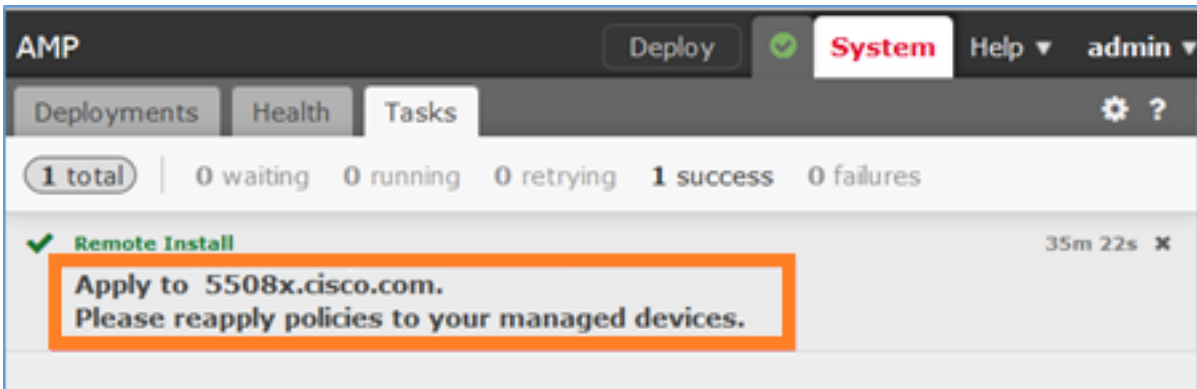 AMP Deploy System Help admin
Deployments Health Tasks ?
1 total 0 waiting 0 running 0 retrying 1 success 0 failures
Remote Install 35m 22s
Apply to 5508x.cisco.com.
Please reapply policies to your managed devices.